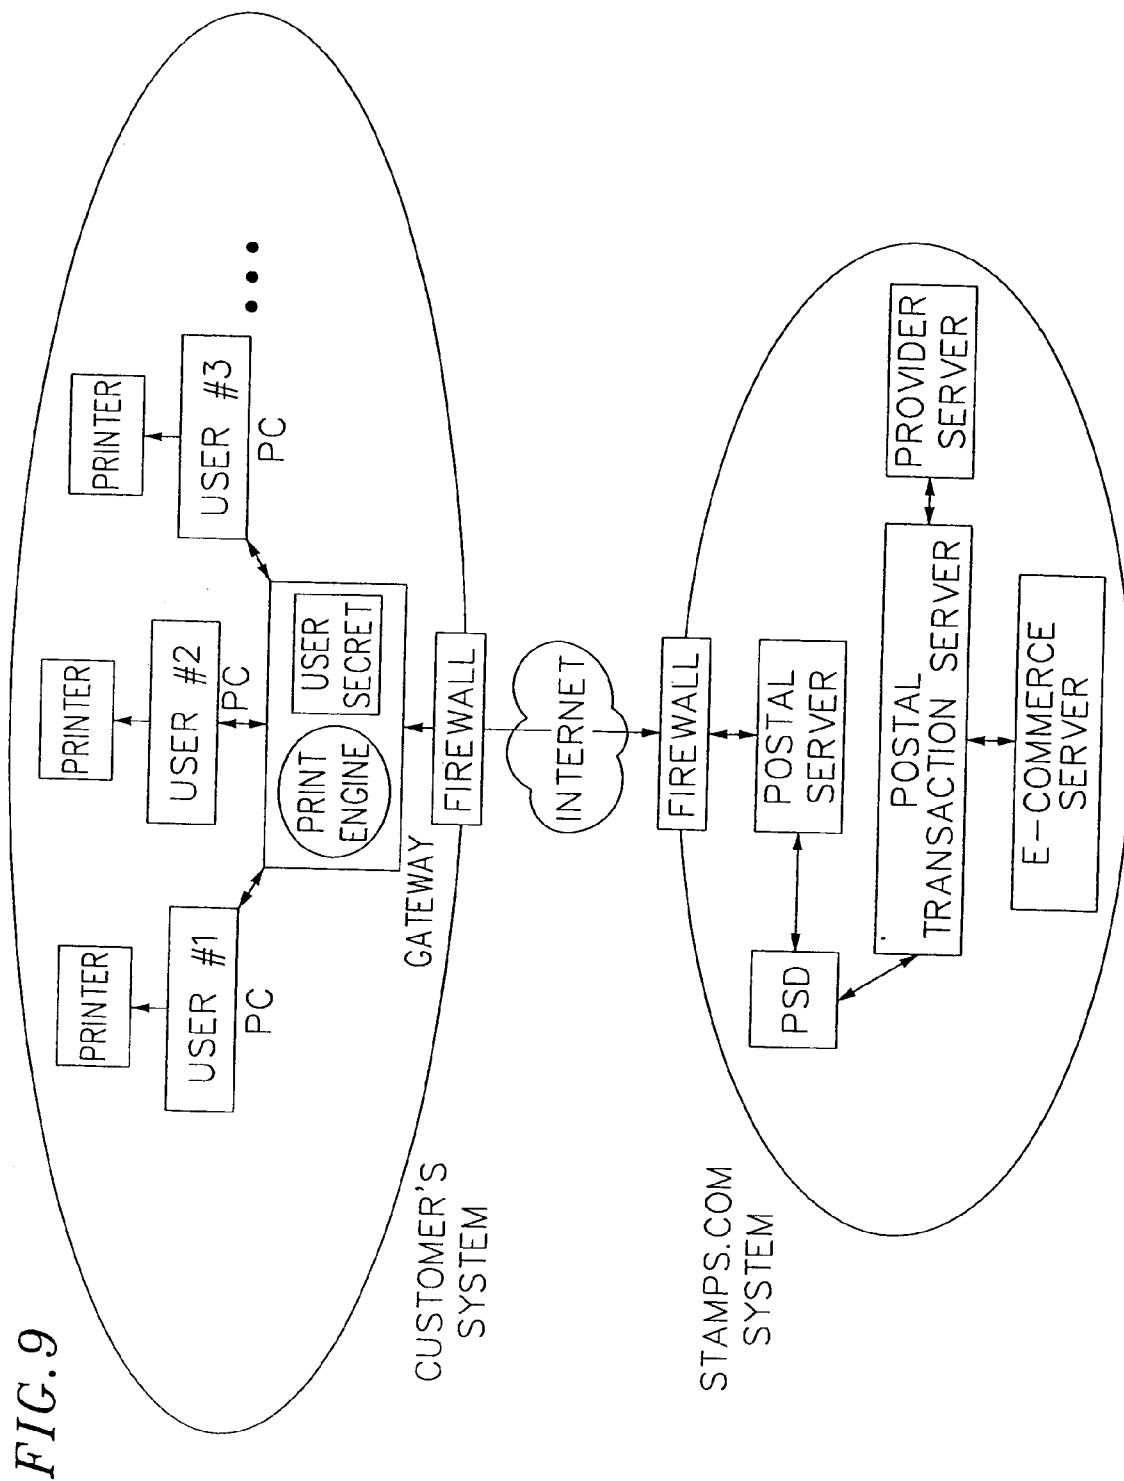 FIG. 9
PRINTER
PRINTER
PRINTER
USER #1
PC
USER #2
PC
USER #3
PC
PRINT
ENGINE
USER
SECRET
GATEWAY
CUSTOMER'S
SYSTEM
FIREWALL
INTERNET
FIREWALL
STAMPS.COM
SYSTEM
POSTAL
SERVER
PSD
POSTAL
TRANSACTION SERVER
PROVIDER
SERVER
E-COMMERCE
SERVER